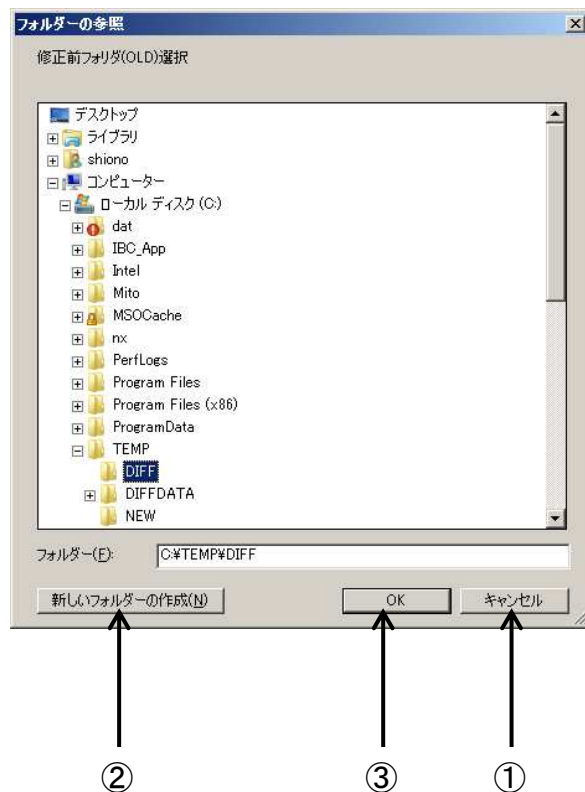 フォルダーの参照
修正前フォリダ(OLD)選択
デスクトップ
ライブラリ
shiono
コンピューター
ローカル ディスク (C:)
dat
IBC_App
Intel
Mito
MSOCache
nx
PerfLogs
Program Files
Program Files (x86)
ProgramData
TEMP
DIFF
DIFFDATA
NEW
フォルダー(F): C:¥TEMP¥DIFF
新しいフォルダーの作成(N) OK キャンセル
② ③ ①